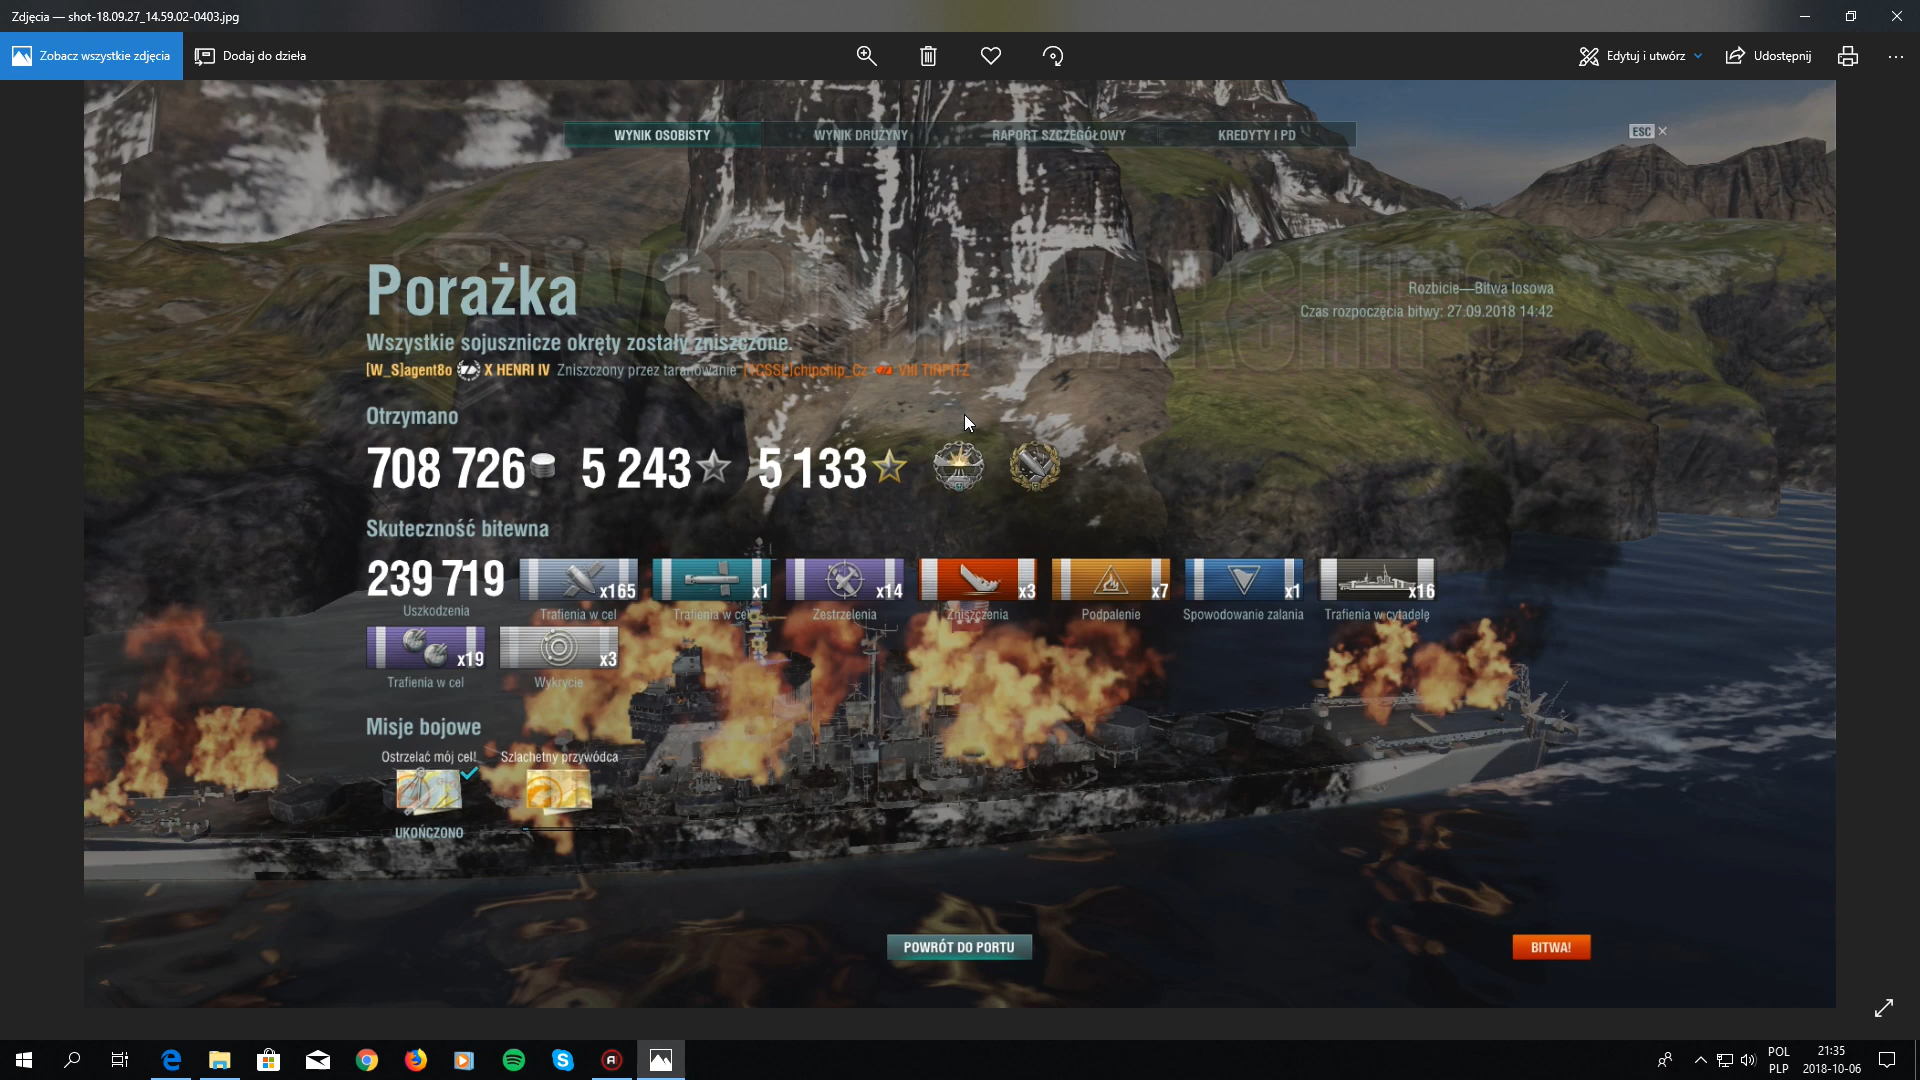 Zdjęcia — shot-18.09.27_14.59.02-0403.jpg
Zobacz wszystkie zdjęcia
Dodaj do dzieła
Edytuj i utwórz
Udostępnij
WYNIK OSOBISTY
WYNIK DRUŻYNY
RAPORT SZCZEGÓŁOWY
KREDYTY I PD
ESC
WORLD OF WARSHIPS
Porażka
Rozbicie—Bitwa losowa
Czas rozpoczęcia bitwy: 27.09.2018 14:42
Wszystkie sojusznicze okręty zostały zniszczone.
[W_S]agent8o X HENRI IV Zniszczony przez taranowanie [TCSSL]chipchip_Cz VIII TIRPITZ
Otrzymano
708 726 5 243 5 133
Skuteczność bitewna
239 719 x165 x1 x14 x3 x7 x1 x16
Uszkodzenia Trafienia w cel Trafienia w cel Zestrzelenia Zniszczenia Podpalenie Spowodowanie zalania Trafienia w cytadelę
x19 x3
Trafienia w cel Wykrycie
Misje bojowe
Ostrzelać mój cel! Szlachetny przywódca
UKOŃCZONO
POWRÓT DO PORTU
BITWA!
POL
PLP
21:35
2018-10-06